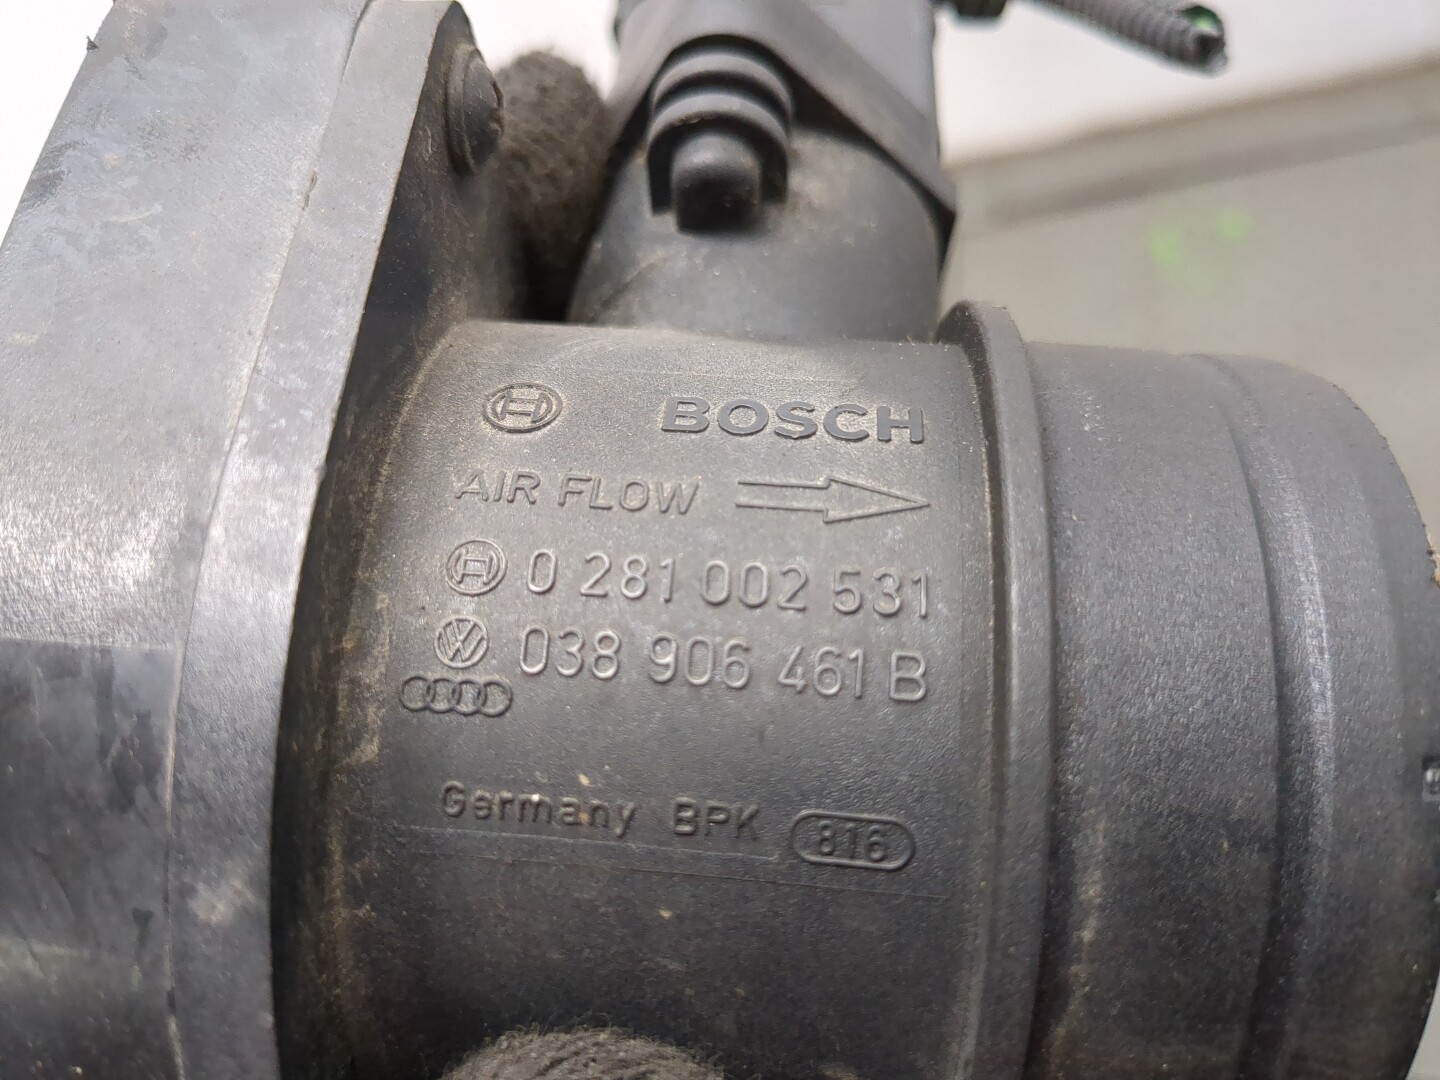 BOSCH
AIR FLOW
0 281 002 531
038 906 461 B
Germany BPK 816